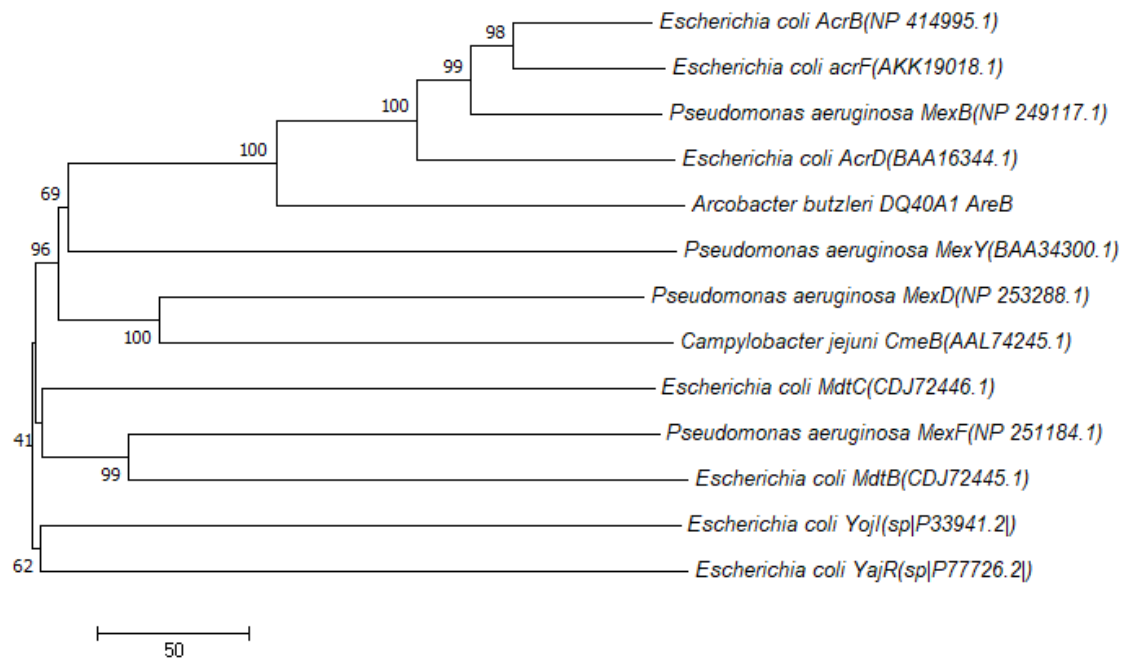 Escherichia coli AcrB(NP 414995.1)
98
Escherichia coli acrF(AKK19018.1)
99
Pseudomonas aeruginosa MexB(NP 249117.1)
100
Escherichia coli AcrD(BAA16344.1)
100
Arcobacter butzleri DQ40A1 AreB
69
Pseudomonas aeruginosa MexY(BAA34300.1)
96
Pseudomonas aeruginosa MexD(NP 253288.1)
100
Campylobacter jejuni CmeB(AAL74245.1)
Escherichia coli MdtC(CDJ72446.1)
41
Pseudomonas aeruginosa MexF(NP 251184.1)
99
Escherichia coli MdtB(CDJ72445.1)
Escherichia coli YojI(sp|P33941.2|)
62
Escherichia coli YajR(sp|P77726.2|)
50